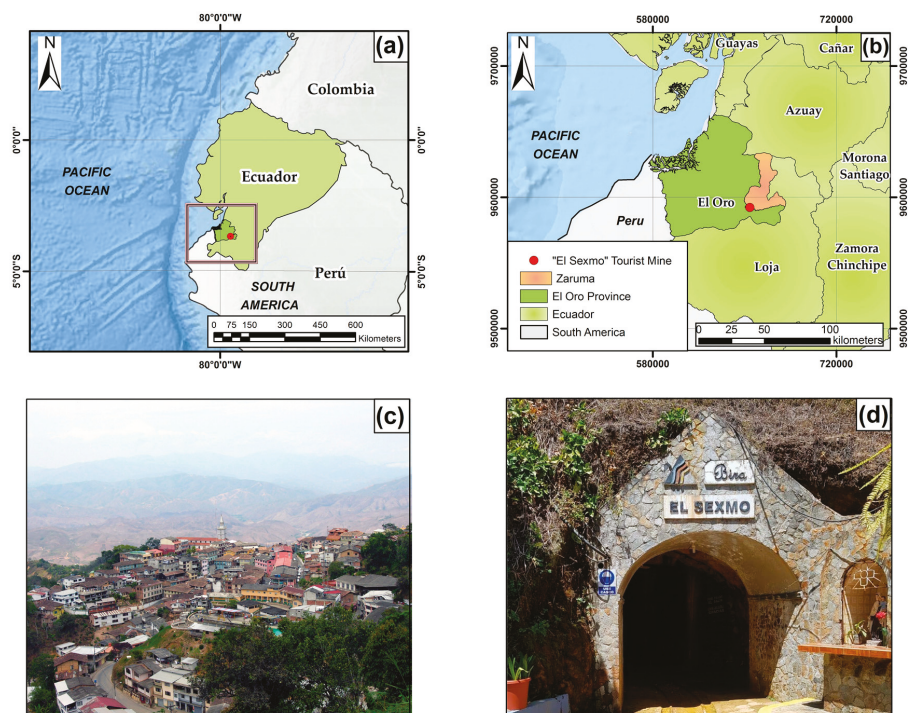 80°0'0"W
(a)
N
Colombia
0°0'0"
0°0'0"
PACIFIC
OCEAN
Ecuador
5°0'0"S
5°0'0"S
Perú
SOUTH
AMERICA
0 75 150 300 450 600
Kilometers
80°0'0"W
580000
720000
(b)
N
Guayas
Cañar
9700000
9700000
Azuay
PACIFIC
OCEAN
Morona
Santiago
9600000
9600000
El Oro
Peru
"El Sexmo" Tourist Mine
Zaruma
El Oro Province
Ecuador
South America
Loja
Zamora
Chinchipe
0 25 50 100
kilometers
9500000
9500000
580000
720000
(c)
(d)
Bira
EL SEXMO